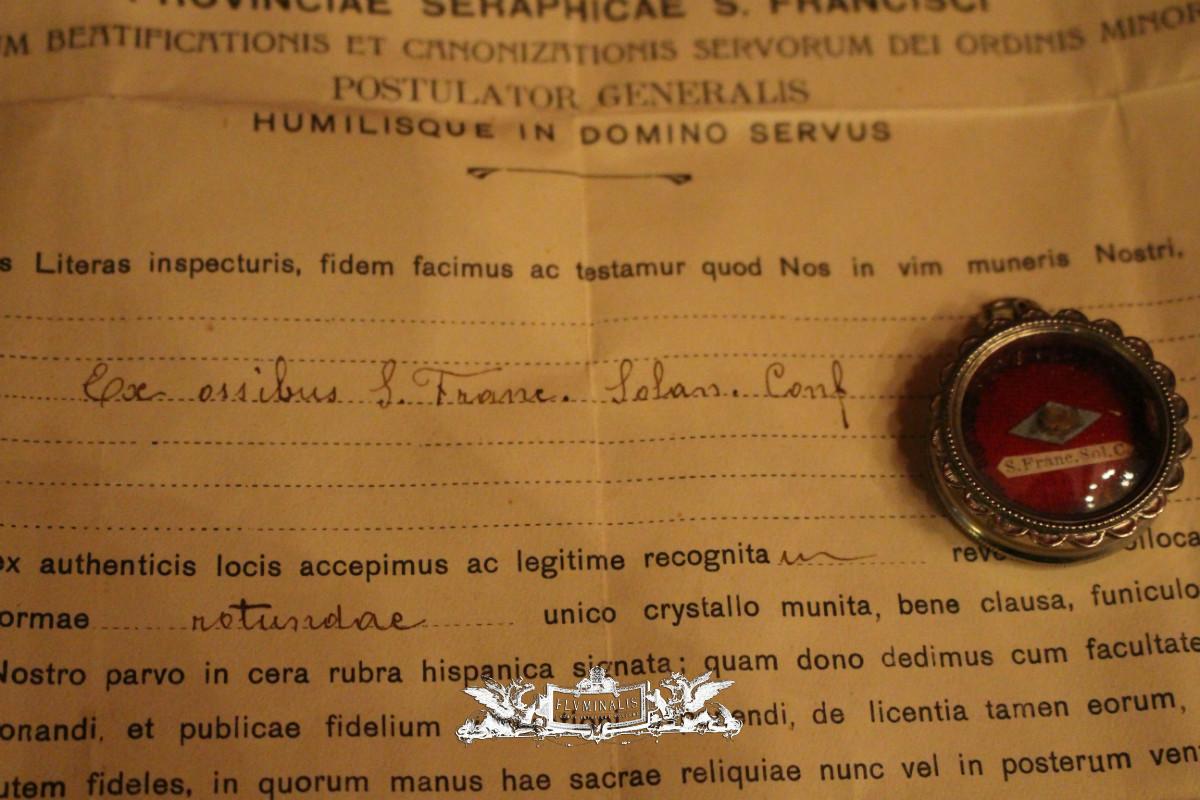 PROVINCIAE SERAPHICAE S. FRANCISCI
UM BEATIFICATIONIS ET CANONIZATIONIS SERVORUM DEI ORDINIS MINOR
POSTULATOR GENERALIS
HUMILISQUE IN DOMINO SERVUS
s Literas inspecturis, fidem facimus ac testamur quod Nos in vim muneris Nostri,
Ex ossibus S. Franc. Solan. Conf
S.Franc.Sol.C
ex authenticis locis accepimus ac legitime recognita in
ormae rotundae unico crystallo munita, bene clausa, funiculo
Nostro parvo in cera rubra hispanica signata; quam dono dedimus cum facultate
onandi, et publicae fidelium endi, de licentia tamen eorum,
FLVMINALIS
utem fideles, in quorum manus hae sacrae reliquiae nunc vel in posterum ven